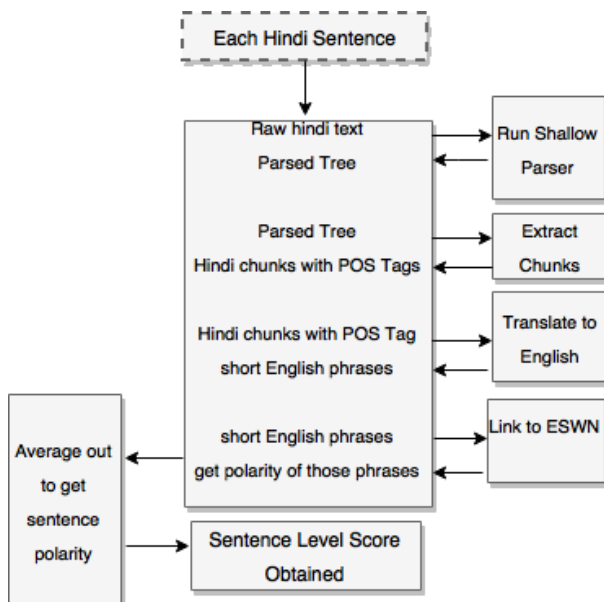 Each Hindi Sentence
Raw hindi text
Parsed Tree
Run Shallow
Parser
Parsed Tree
Hindi chunks with POS Tags
Extract
Chunks
Hindi chunks with POS Tag
short English phrases
Translate to
English
short English phrases
get polarity of those phrases
Link to ESWN
Average out
to get
sentence
polarity
Sentence Level Score
Obtained